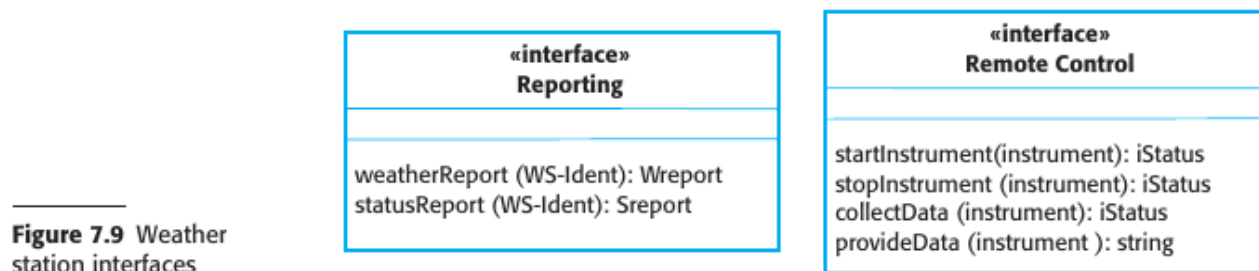 «interface»
Reporting
weatherReport (WS-Ident): Wreport
statusReport (WS-Ident): Sreport
«interface»
Remote Control
startInstrument(instrument): iStatus
stopInstrument (instrument): iStatus
collectData (instrument): iStatus
provideData (instrument ): string
Figure 7.9 Weather
station interfaces